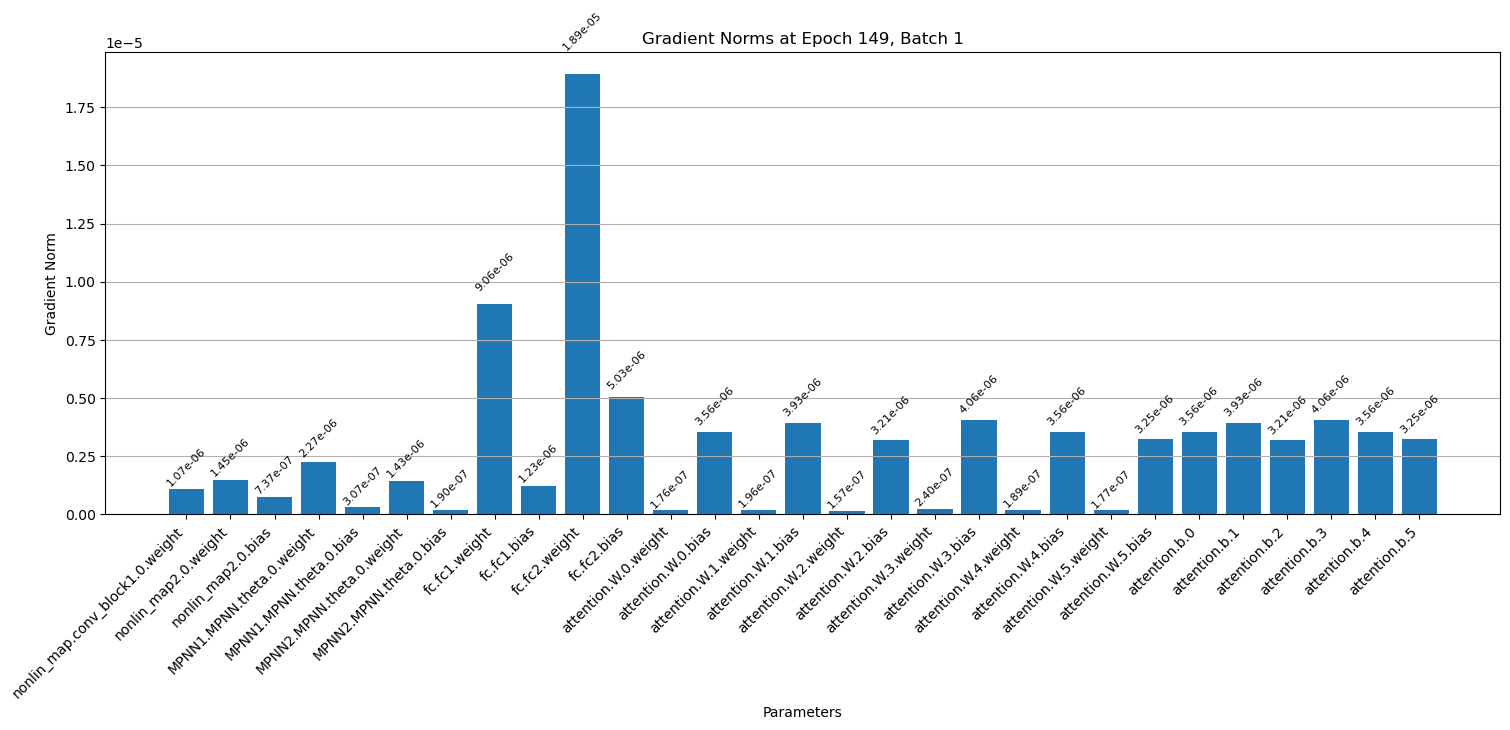 Gradient Norms at Epoch 149, Batch 1
1e−5
Gradient Norm
1.75
1.50
1.25
1.00
0.75
0.50
0.25
0.00
1.07e-06
1.45e-06
7.37e-07
2.27e-06
3.07e-07
1.43e-06
1.90e-07
9.06e-06
1.23e-06
1.89e-05
5.03e-06
1.76e-07
3.56e-06
1.96e-07
3.93e-06
1.57e-07
3.21e-06
2.40e-07
4.06e-06
1.89e-07
3.56e-06
1.77e-07
3.25e-06
3.56e-06
3.93e-06
3.21e-06
4.06e-06
3.56e-06
3.25e-06
nonlin_map.conv_block1.0.weight
nonlin_map2.0.weight
nonlin_map2.0.bias
MPNN1.MPNN.theta.0.weight
MPNN1.MPNN.theta.0.bias
MPNN2.MPNN.theta.0.weight
MPNN2.MPNN.theta.0.bias
fc.fc1.weight
fc.fc1.bias
fc.fc2.weight
fc.fc2.bias
attention.W.0.weight
attention.W.0.bias
attention.W.1.weight
attention.W.1.bias
attention.W.2.weight
attention.W.2.bias
attention.W.3.weight
attention.W.3.bias
attention.W.4.weight
attention.W.4.bias
attention.W.5.weight
attention.W.5.bias
attention.b.0
attention.b.1
attention.b.2
attention.b.3
attention.b.4
attention.b.5
Parameters